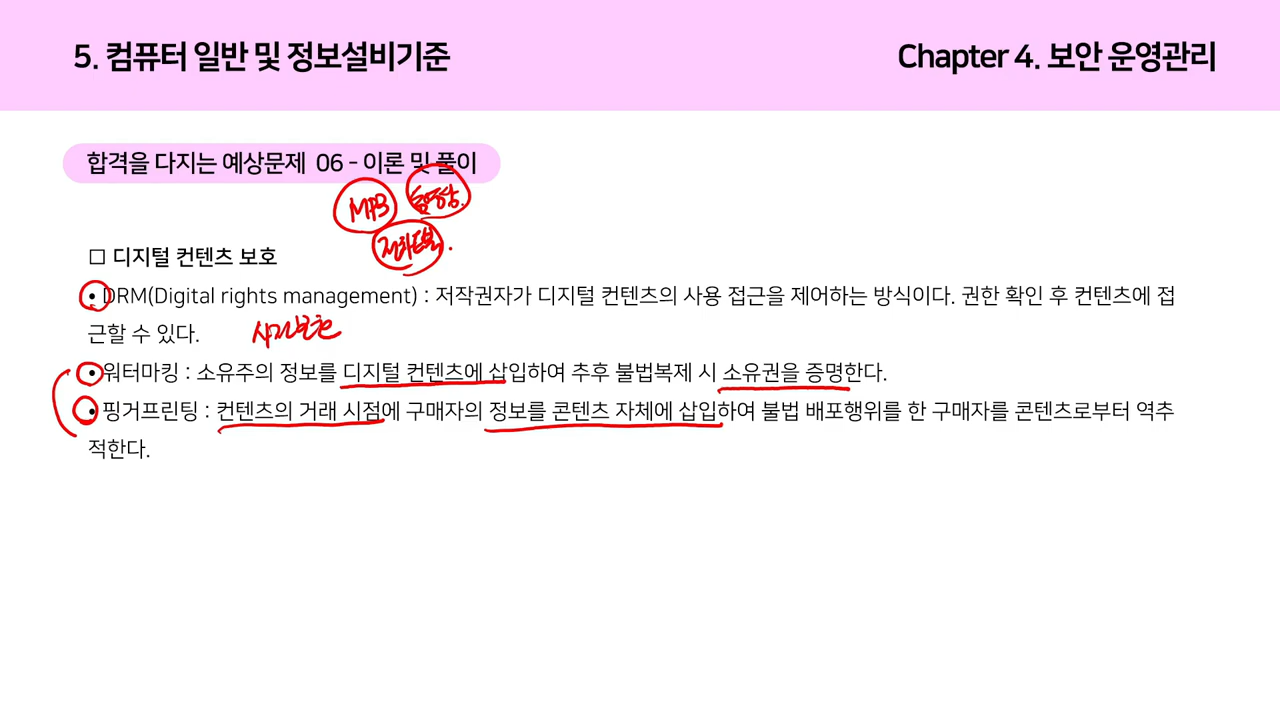 5. 컴퓨터 일반 및 정보설비기준
Chapter 4. 보안 운영관리
합격을 다지는 예상문제 06 - 이론 및 풀이
MP3
동영상.
□ 디지털 컨텐츠 보호
• DRM(Digital rights management) : 저작권자가 디지털 컨텐츠의 사용 접근을 제어하는 방식이다. 권한 확인 후 컨텐츠에 접
근할 수 있다.
• 워터마킹 : 소유주의 정보를 디지털 컨텐츠에 삽입하여 추후 불법복제 시 소유권을 증명한다.
• 핑거프린팅 : 컨텐츠의 거래 시점에 구매자의 정보를 콘텐츠 자체에 삽입하여 불법 배포행위를 한 구매자를 콘텐츠로부터 역추
적한다.